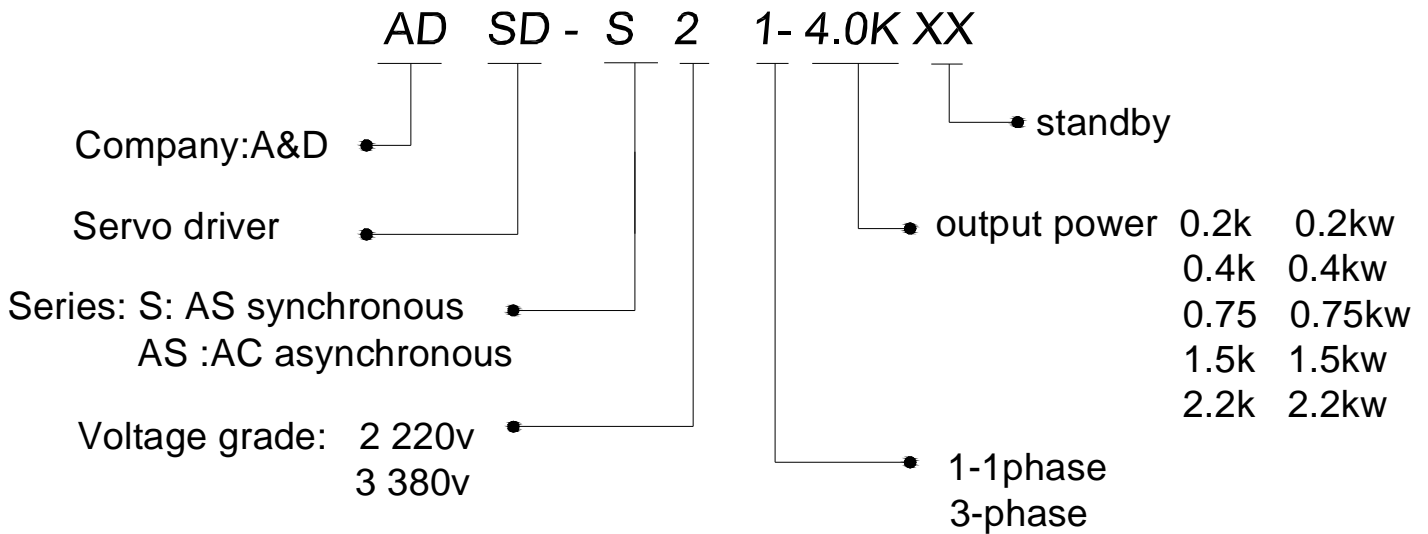 AD SD - S 2 1- 4.0K XX
standby
Company:A&D
Servo driver
output power 0.2k 0.2kw
0.4k 0.4kw
0.75 0.75kw
1.5k 1.5kw
2.2k 2.2kw
Series: S: AS synchronous
AS :AC asynchronous
Voltage grade: 2 220v
3 380v
1-1phase
3-phase